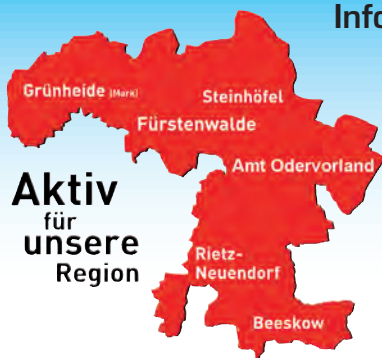 Info
Grünheide (Mark)
Steinhöfel
Fürstenwalde
Amt Odervorland
Aktiv
für
unsere
Region
Rietz-
Neuendorf
Beeskow